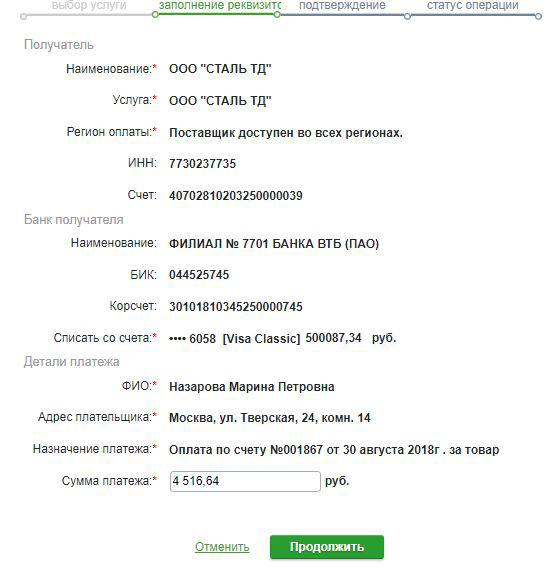 выбор услуги заполнение реквизитс подтверждение статус операции
Получатель
Наименование:* ООО "СТАЛЬ ТД"
Услуга:* ООО "СТАЛЬ ТД"
Регион оплаты:* Поставщик доступен во всех регионах.
ИНН: 7730237735
Счет: 40702810203250000039
Банк получателя
Наименование: ФИЛИАЛ № 7701 БАНКА ВТБ (ПАО)
БИК: 044525745
Корсчет: 30101810345250000745
Списать со счета:* •••• 6058 [Visa Classic] 500087,34 руб.
Детали платежа
ФИО:* Назарова Марина Петровна
Адрес плательщика:* Москва, ул. Тверская, 24, комн. 14
Назначение платежа:* Оплата по счету №001867 от 30 августа 2018г . за товар
Сумма платежа:* 4 516,64 руб.
Отменить Продолжить